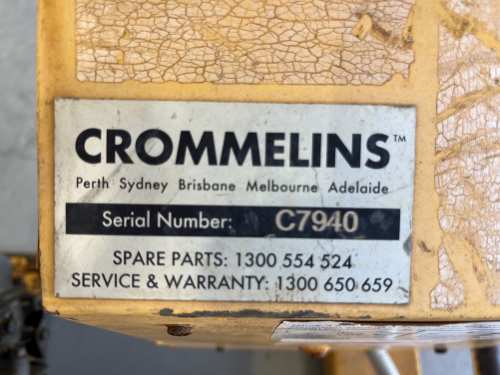 CROMMELINS™
Perth Sydney Brisbane Melbourne Adelaide
Serial Number: C7940
SPARE PARTS: 1300 554 524
SERVICE & WARRANTY: 1300 650 659